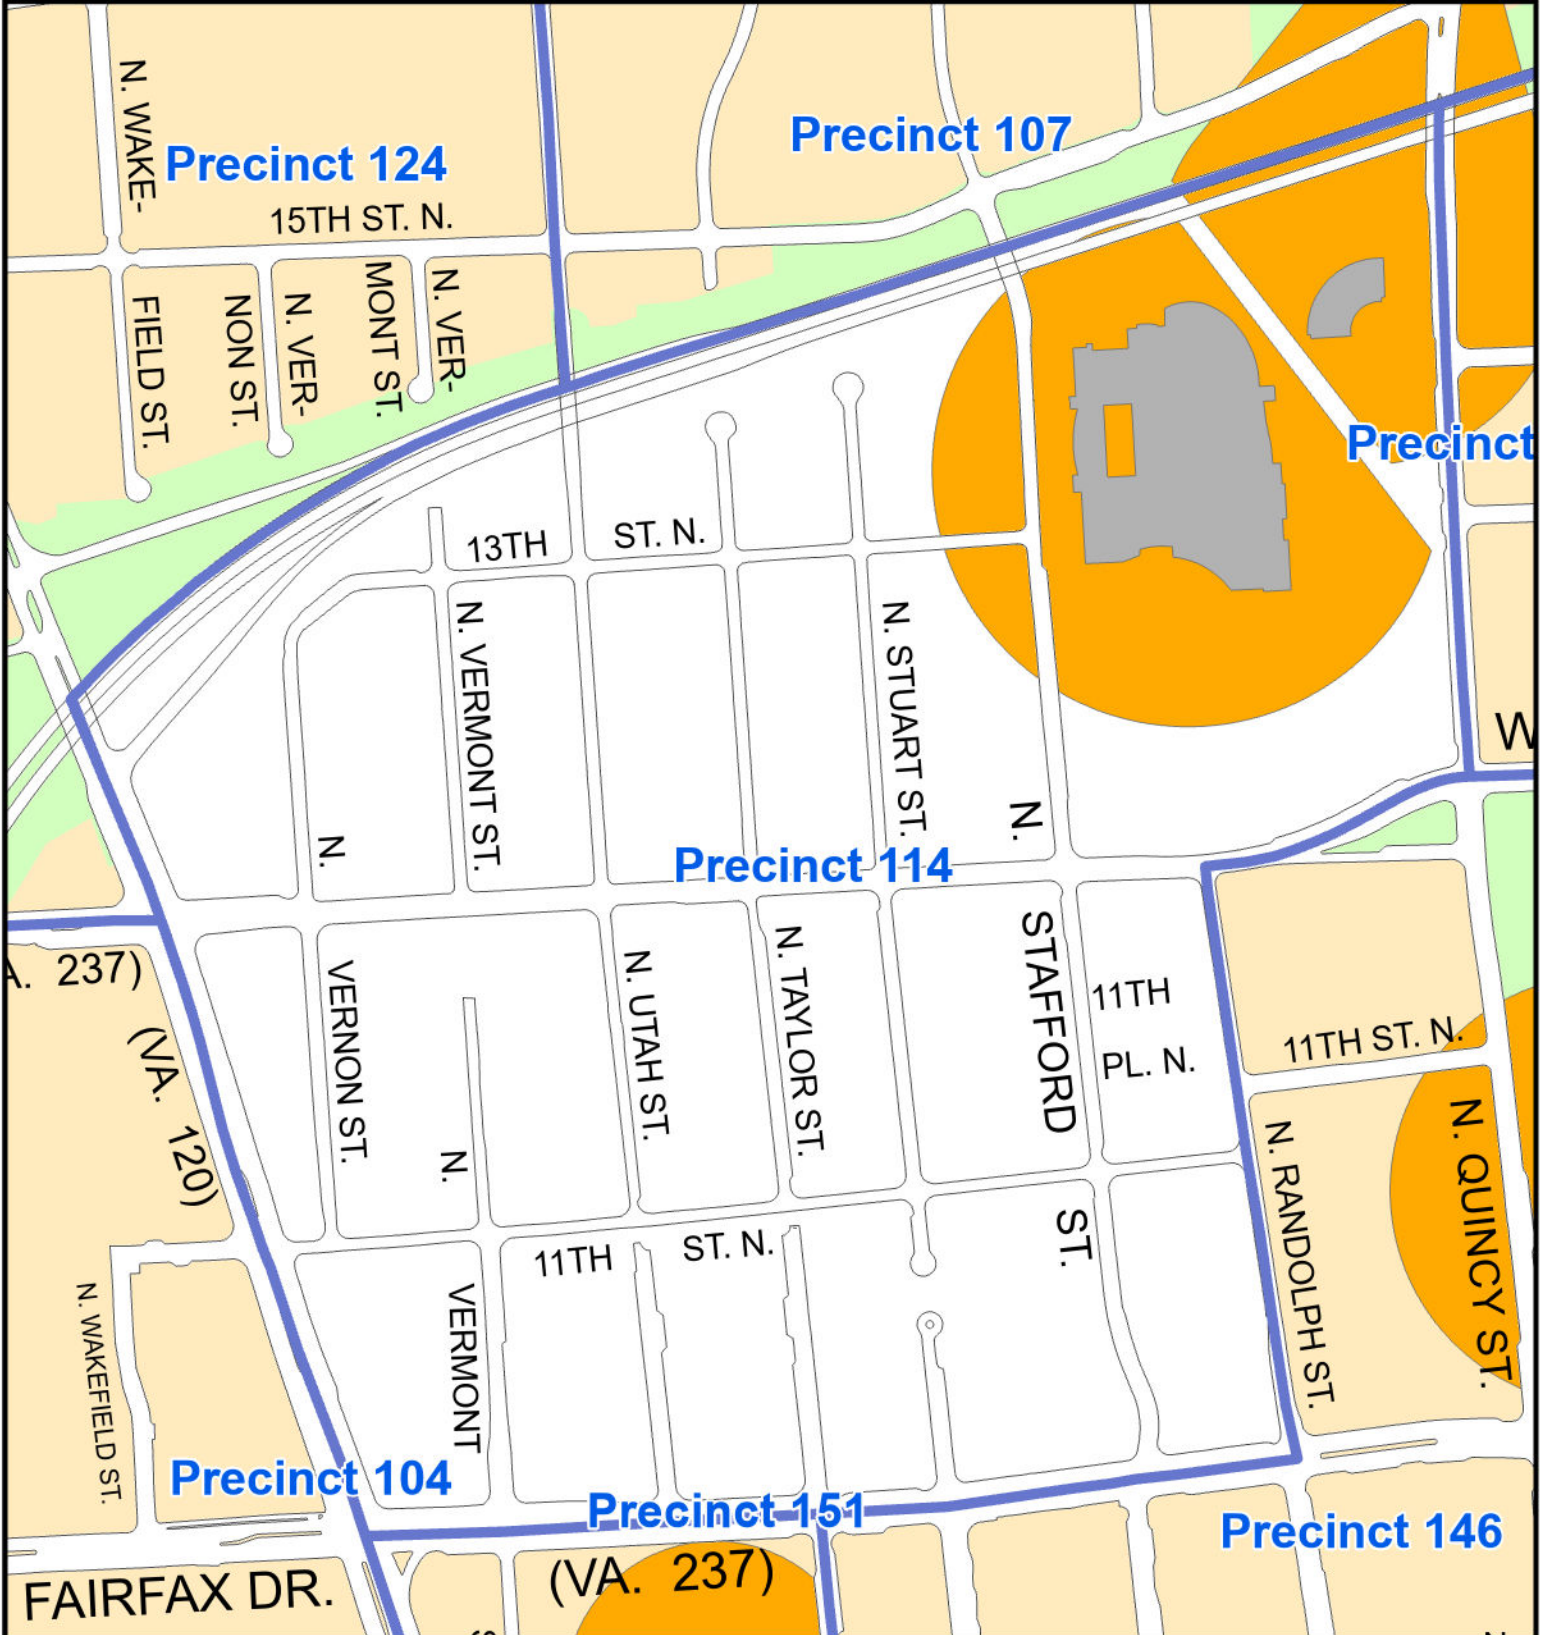 N. WAKE-
Precinct 124
Precinct 107
15TH ST. N.
FIELD ST.
N. VER-
NON ST.
N. VER-
MONT ST.
Precinct
13TH ST. N.
N. VERMONT ST.
N. STUART ST.
W
N.
VERNON ST.
Precinct 114
N.
STAFFORD
ST.
237)
(VA. 120)
N. UTAH ST.
N. TAYLOR ST.
11TH
PL. N.
11TH ST. N.
N. RANDOLPH ST.
N. QUINCY ST.
N.
VERMONT
11TH ST. N.
N. WAKEFIELD ST.
Precinct 104
Precinct 151
Precinct 146
FAIRFAX DR.
(VA. 237)